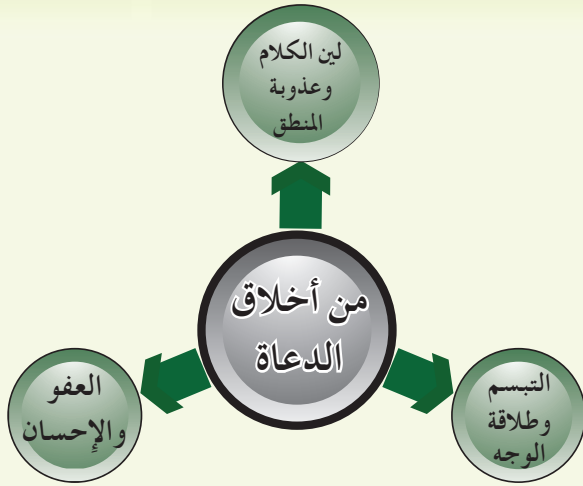 لين الكلام
وعذوبة
المنطق
من أخلاق
الدعاة
التبسم
وطلاقة
الوجه
العفو
والإحسان